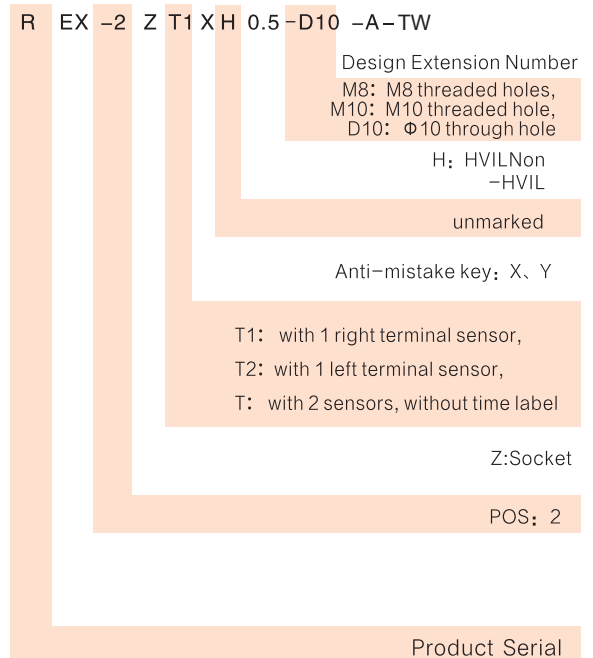 R EX -2 Z T1 X H 0.5 -D10 -A-TW
Design Extension Number
M8: M8 threaded holes,
M10: M10 threaded hole,
D10: Φ10 through hole
H: HVILNon
-HVIL
unmarked
Anti-mistake key: X、Y
T1: with 1 right terminal sensor,
T2: with 1 left terminal sensor,
T: with 2 sensors, without time label
Z:Socket
POS: 2
Product Serial